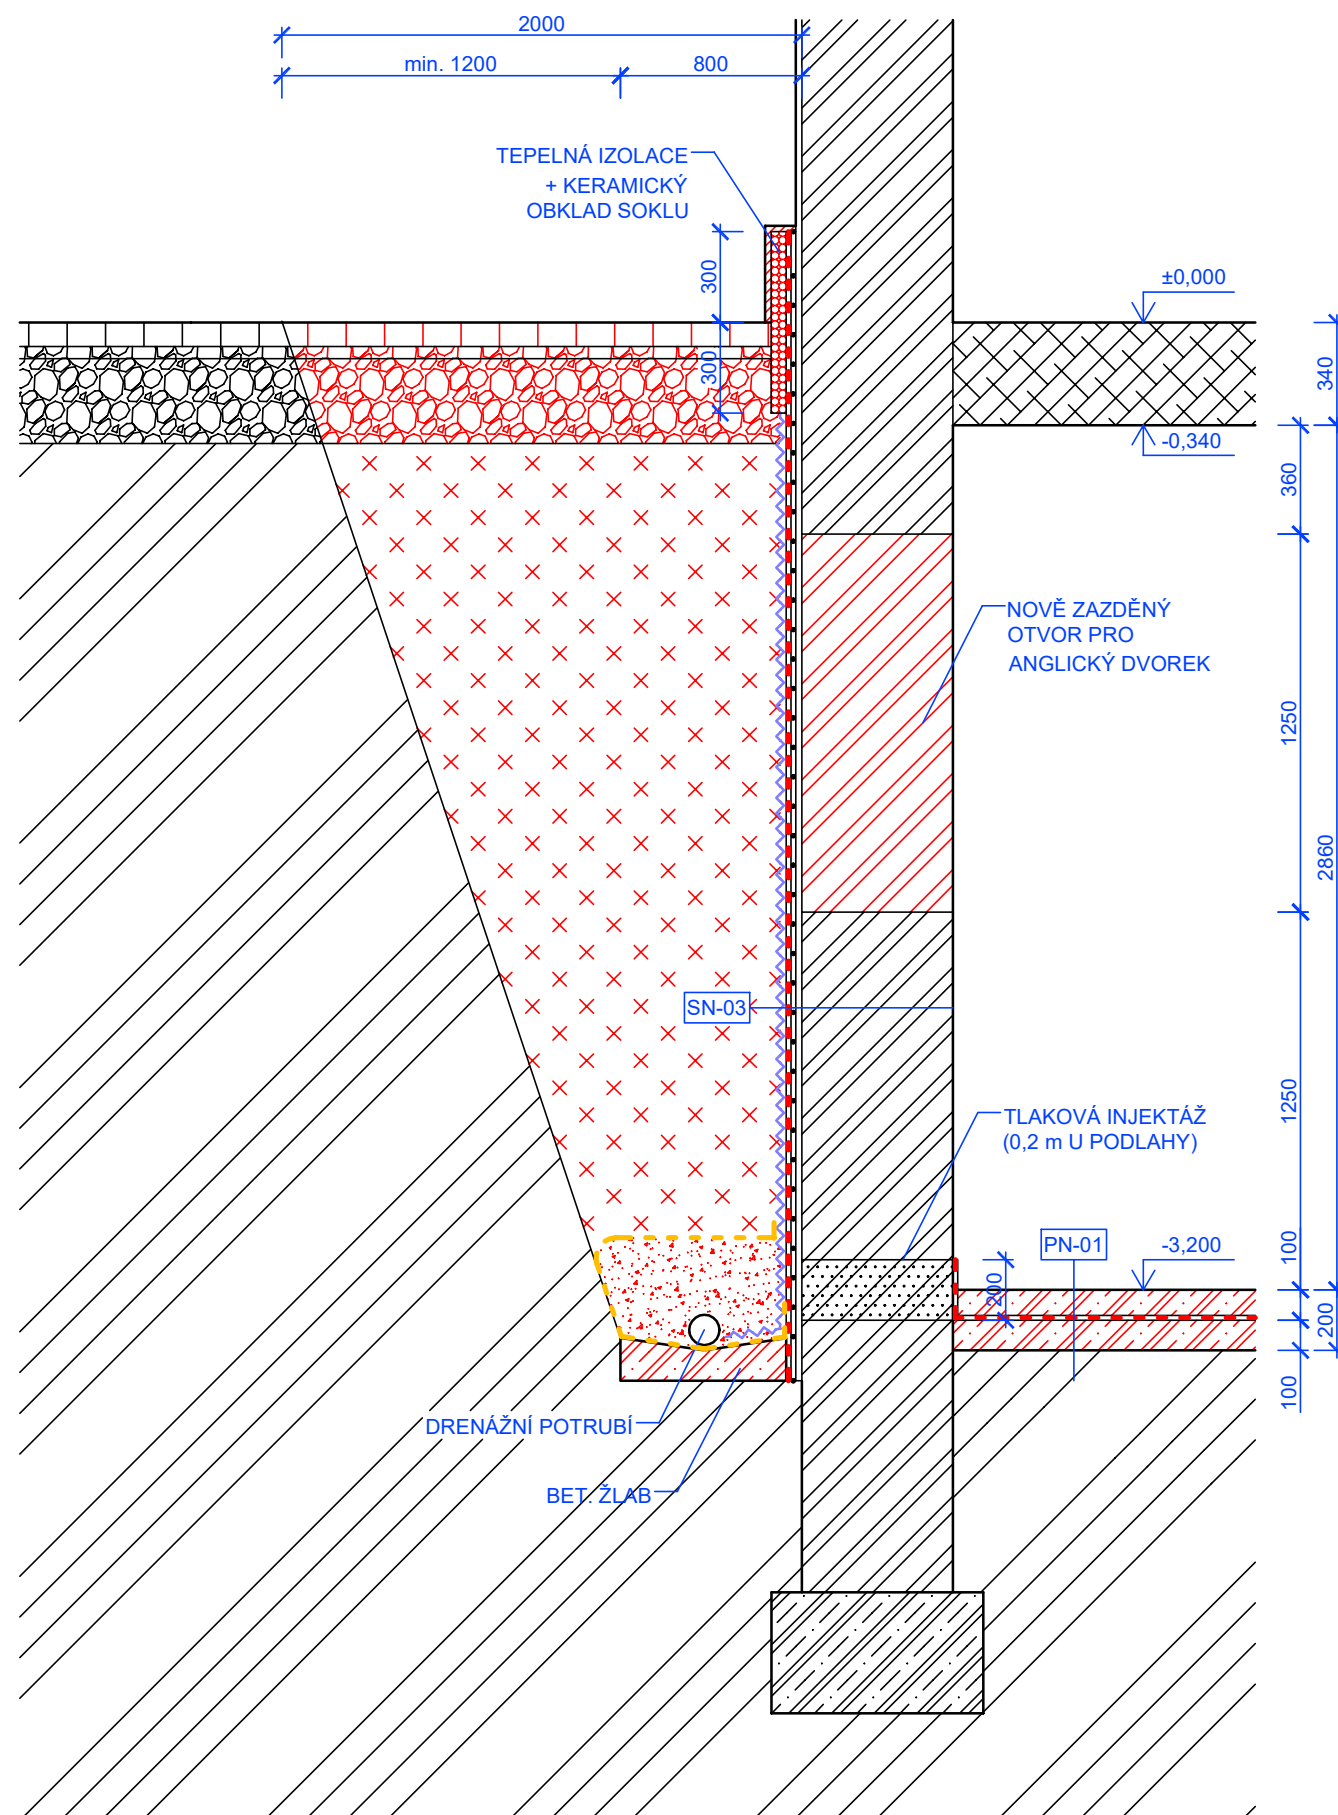 2000
min. 1200
800
TEPELNÁ IZOLACE
+ KERAMICKÝ
OBKLAD SOKLU
300
300
±0,000
340
-0,340
360
NOVĚ ZAZDĚNÝ
OTVOR PRO
ANGLICKÝ DVOREK
1250
2860
SN-03
1250
TLAKOVÁ INJEKTÁŽ
(0,2 m U PODLAHY)
PN-01
-3,200
100
200
200
100
DRENÁŽNÍ POTRUBÍ
BET. ŽLAB